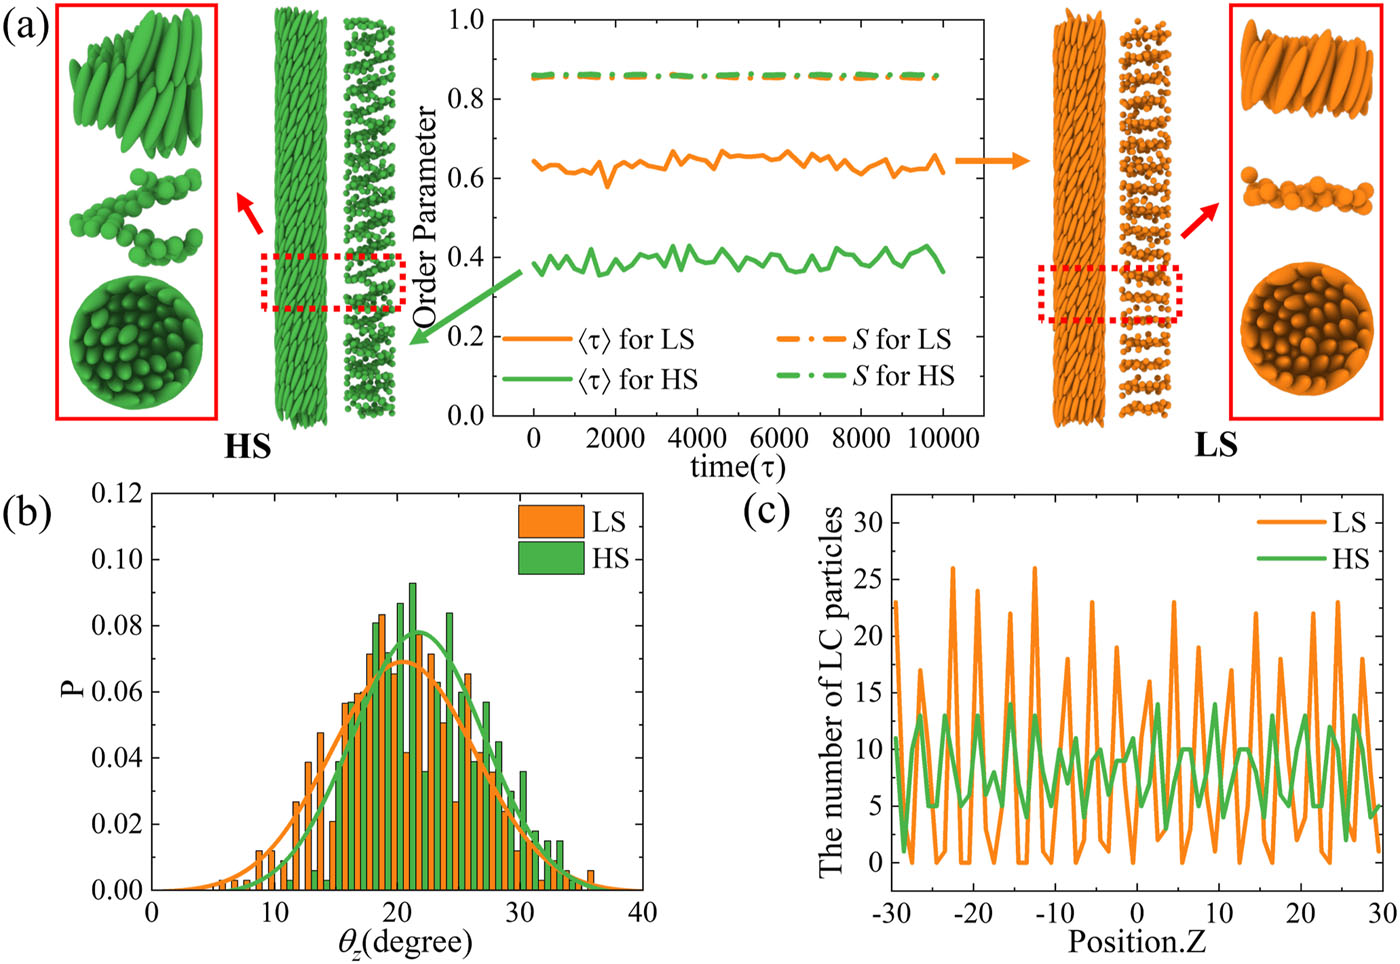 (a)
1.0
0.8
0.6
0.4
0.2
0.0
Order Parameter
⟨τ⟩ for LS
⟨τ⟩ for HS
S for LS
S for HS
0 2000 4000 6000 8000 10000
time(τ)
HS
LS
(b)
0.12
0.10
0.08
0.06
0.04
0.02
0.00
P
LS
HS
0 10 20 30 40
θz(degree)
(c)
30
25
20
15
10
5
0
The number of LC particles
LS
HS
-30 -20 -10 0 10 20 30
Position.Z